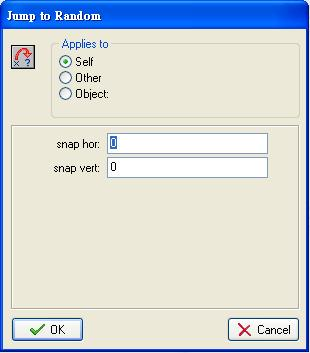 Jump to Random
Applies to
Self
Other
Object:
snap hor: 0
snap vert: 0
OK
Cancel